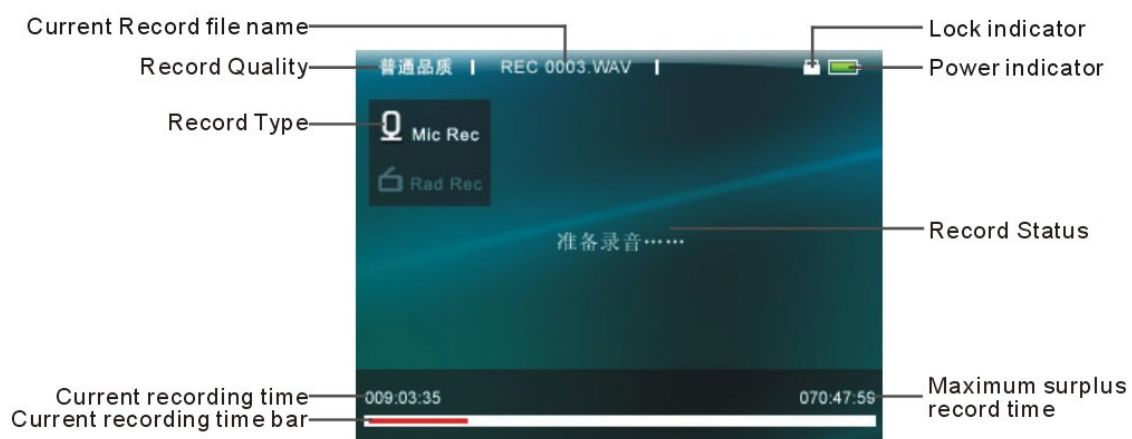 Current Record file name
Lock indicator
Record Quality
普通品质 | REC 0003.WAV |
Power indicator
Record Type
Mic Rec
Rad Rec
准备录音……
Record Status
Current recording time
009:03:35
070:47:59
Maximum surplus
record time
Current recording time bar